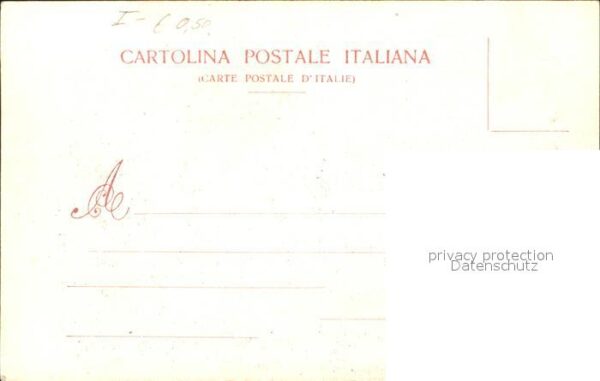 I - € 0,50
CARTOLINA POSTALE ITALIANA
(CARTE POSTALE D'ITALIE)
A
privacy protection
Datenschutz